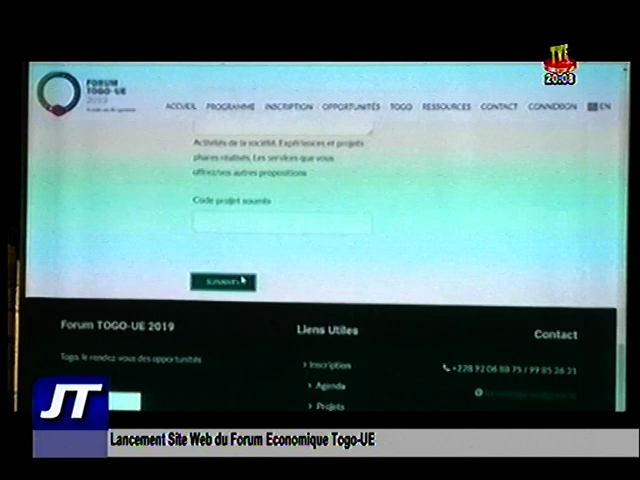 TVT
20:08
FORUM
TOGO-UE
2019
ACCUEIL PROGRAMME INSCRIPTION OPPORTUNITÉS TOGO RESSOURCES CONTACT CONNEXION EN
Activités de la société. Expériences et projets
phares réalisés. Les services que vous
offrez/vos autres propositions
Code projet soumis
SUIVANT
Forum TOGO-UE 2019
Liens Utiles
Contact
Togo, le rendez-vous des opportunités
> Inscription
+228 92 06 88 75 / 99 85 26 31
> Agenda
> Projets
JT
Lancement Site Web du Forum Economique Togo-UE